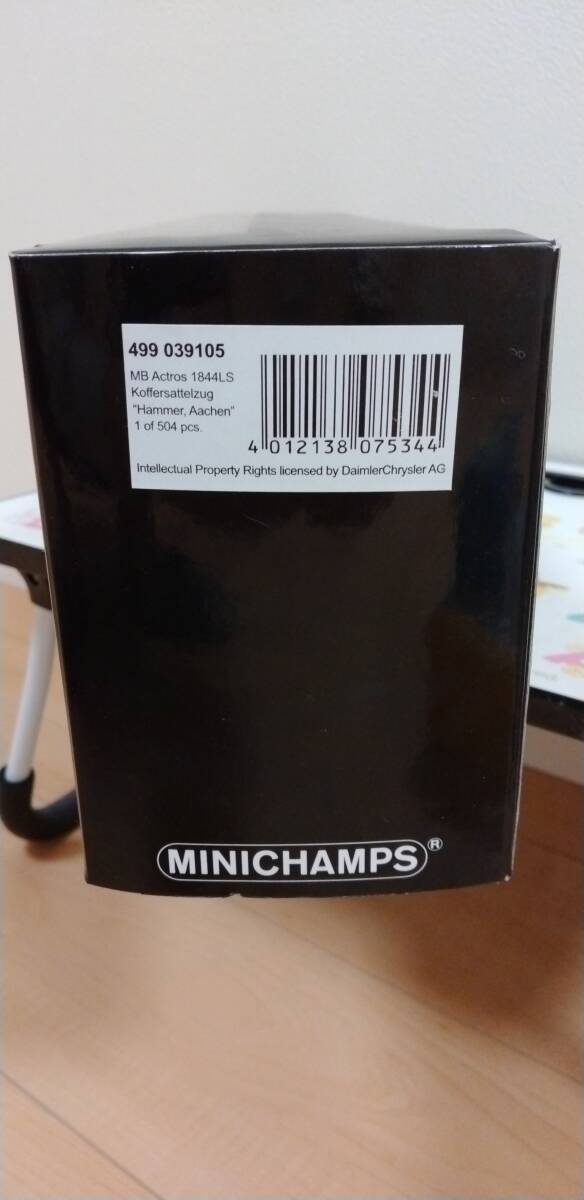 499 039105
MB Actros 1844LS
Koffersattelzug
"Hammer, Aachen"
1 of 504 pcs.
4 012138 075344
Intellectual Property Rights licensed by DaimlerChrysler AG
MINICHAMPS®